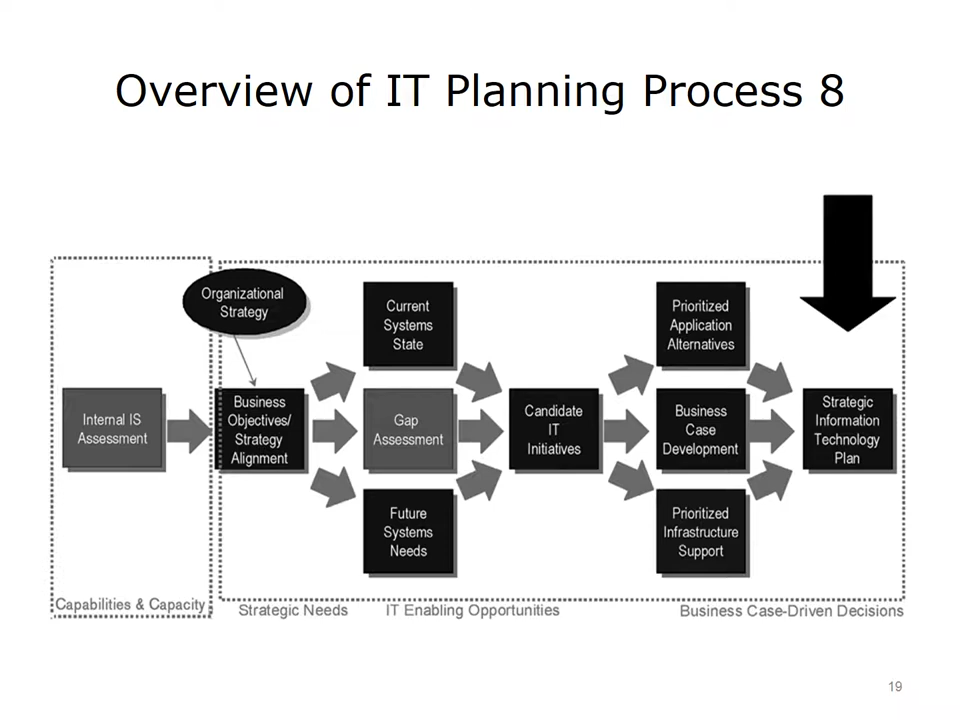 Overview of IT Planning Process 8
Organizational
Strategy
Internal IS
Assessment
Business
Objectives/
Strategy
Alignment
Current
Systems
State
Gap
Assessment
Future
Systems
Needs
Candidate
IT
Initiatives
Prioritized
Application
Alternatives
Business
Case
Development
Prioritized
Infrastructure
Support
Strategic
Information
Technology
Plan
Capabilities & Capacity
Strategic Needs
IT Enabling Opportunities
Business Case-Driven Decisions
19